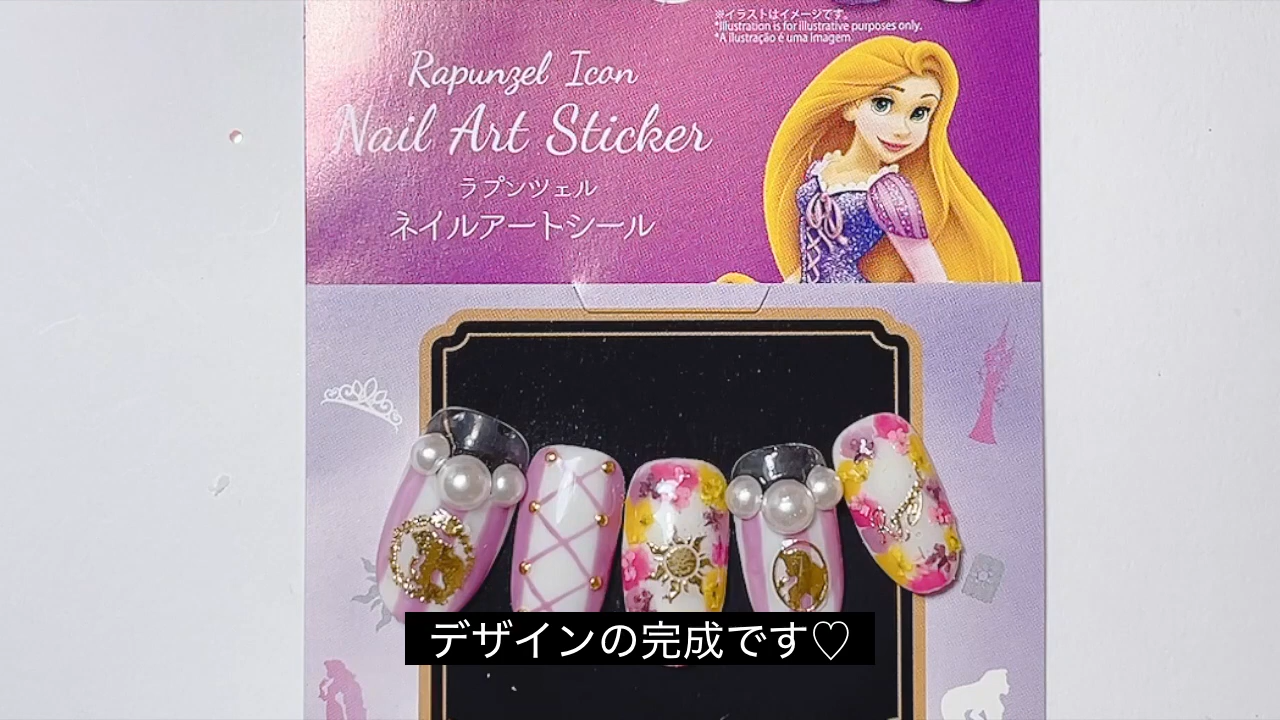 ※イラストはイメージです。
*Illustration is for illustrative purposes only.
*A ilustração é uma imagem.
Rapunzel Icon
Nail Art Sticker
ラプンツェル
ネイルアートシール
デザインの完成です♡